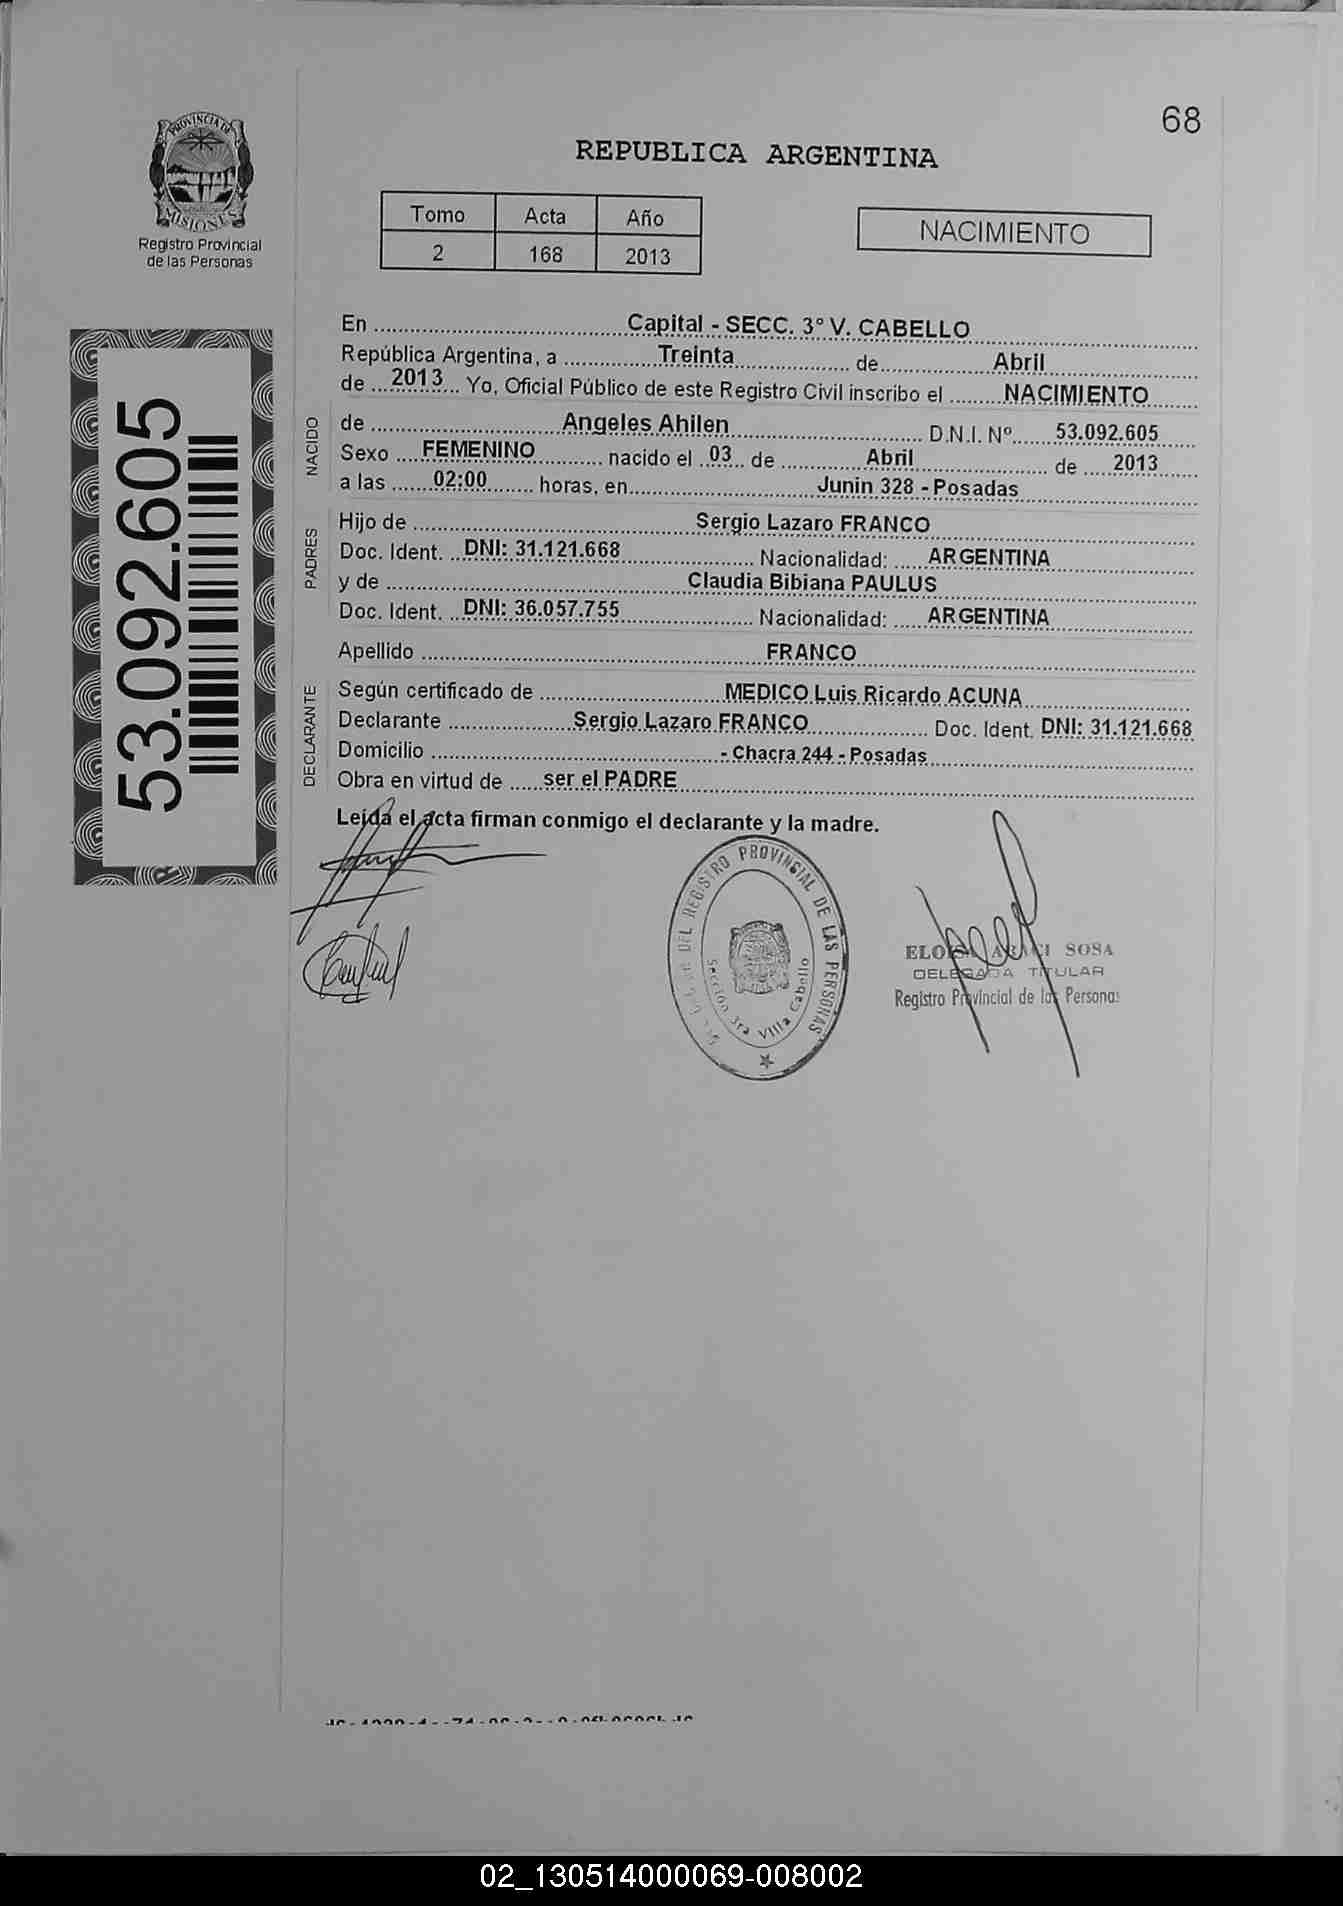 68
PROVINCIA DE
MISIONES
Registro Provincial
de las Personas
REPUBLICA ARGENTINA
Tomo Acta Año
2 168 2013
NACIMIENTO
53.092.605
En Capital - SECC. 3° V. CABELLO
República Argentina, a Treinta de Abril
de 2013 Yo, Oficial Público de este Registro Civil inscribo el NACIMIENTO
NACIDO
de Angeles Ahilen D.N.I. Nº 53.092.605
Sexo FEMENINO nacido el 03 de Abril de 2013
a las 02:00 horas, en Junin 328 - Posadas
PADRES
Hijo de Sergio Lazaro FRANCO
Doc. Ident. DNI: 31.121.668 Nacionalidad: ARGENTINA
y de Claudia Bibiana PAULUS
Doc. Ident. DNI: 36.057.755 Nacionalidad: ARGENTINA
Apellido FRANCO
DECLARANTE
Según certificado de MEDICO Luis Ricardo ACUNA
Declarante Sergio Lazaro FRANCO Doc. Ident. DNI: 31.121.668
Domicilio - Chacra 244 - Posadas
Obra en virtud de ser el PADRE
Leída el acta firman conmigo el declarante y la madre.
DEL REGISTRO PROVINCIAL DE LAS PERSONAS
Sección 3ra Villa Cabello
ELOISA ARACI SOSA
DELEGADA TITULAR
Registro Provincial de las Personas
02_130514000069-008002